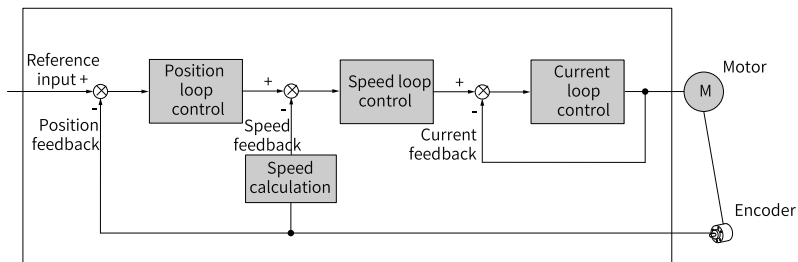 Reference
input +
-
Position
feedback
Position
loop
control
+
-
Speed
feedback
Speed
calculation
Speed loop
control
+
-
Current
feedback
Current
loop
control
Motor
M
Encoder